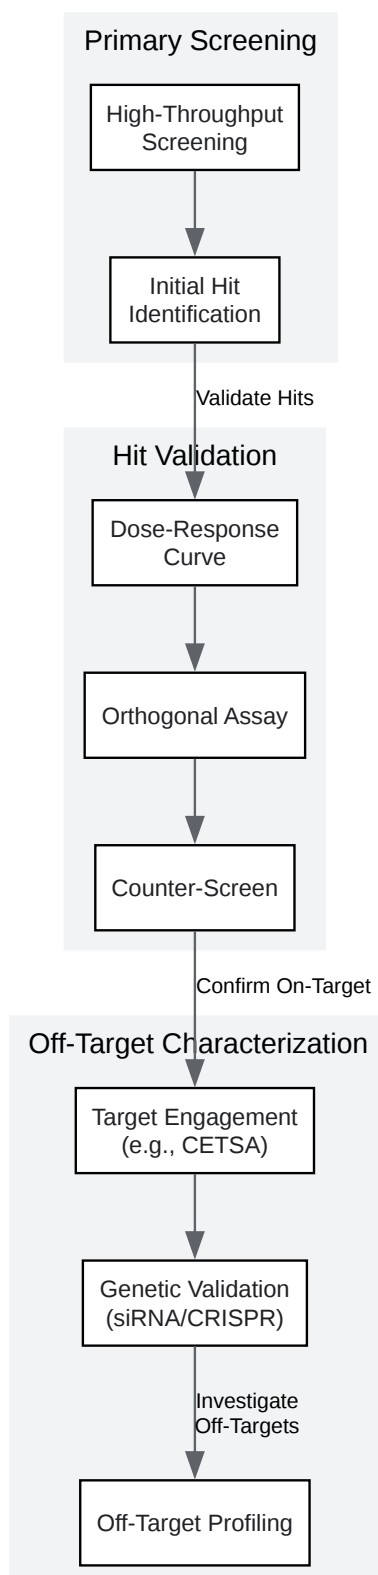 Primary Screening
High-Throughput
Screening
Initial Hit
Identification
Validate Hits
Hit Validation
Dose-Response
Curve
Orthogonal Assay
Counter-Screen
Confirm On-Target
Off-Target Characterization
Target Engagement
(e.g., CETSA)
Genetic Validation
(siRNA/CRISPR)
Investigate
Off-Targets
Off-Target Profiling